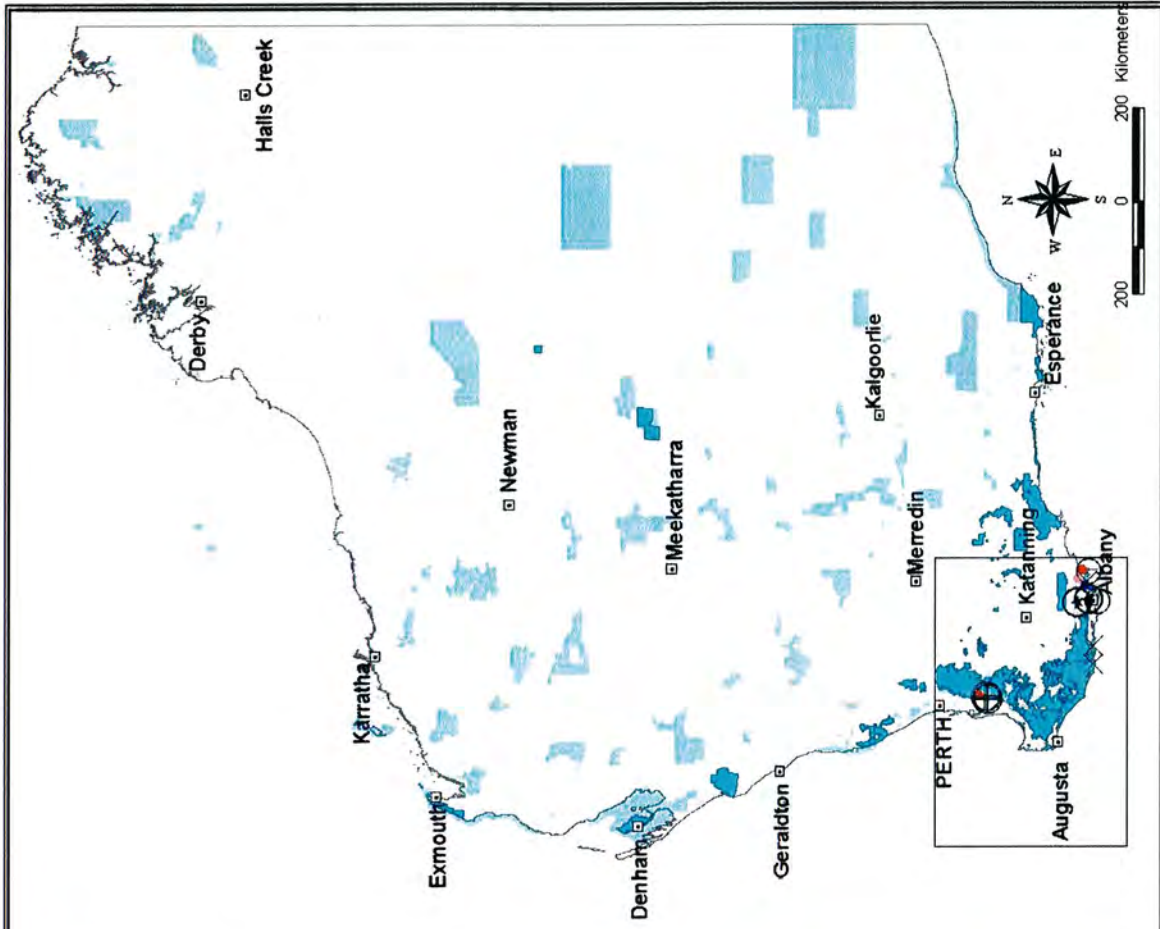 Halls Creek
Derby
Karratha
Exmouth
Newman
Denham
Meekatharra
Geraldton
Kalgoorlie
Merredin
PERTH
Katanning
Augusta
Albany
Esperance
N
W E
S
200 0 200 Kilometers